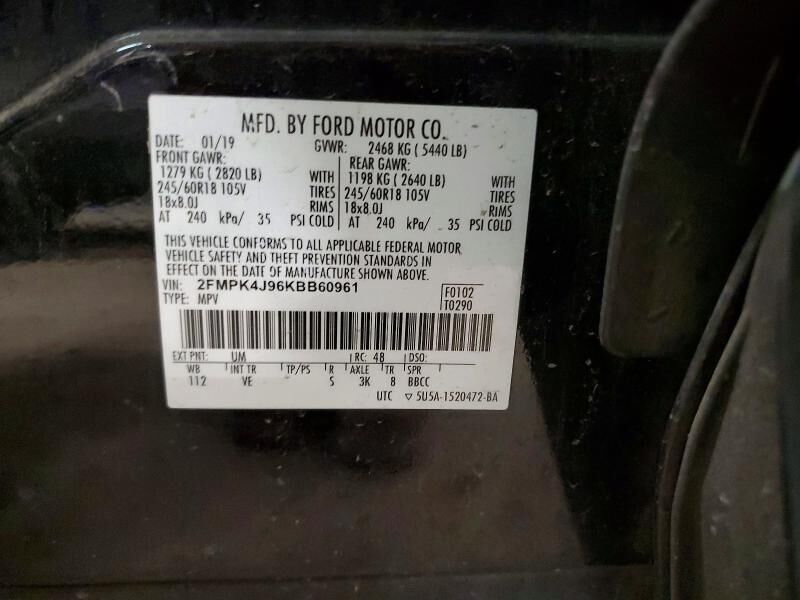 MFD. BY FORD MOTOR CO.
DATE: 01/19 GVWR: 2468 KG ( 5440 LB)
FRONT GAWR: REAR GAWR:
1279 KG ( 2820 LB) WITH 1198 KG ( 2640 LB) WITH
245/60R18 105V TIRES 245/60R18 105V TIRES
18x8.0J RIMS 18x8.0J RIMS
AT 240 kPa/ 35 PSI COLD AT 240 kPa/ 35 PSI COLD
THIS VEHICLE CONFORMS TO ALL APPLICABLE FEDERAL MOTOR
VEHICLE SAFETY AND THEFT PREVENTION STANDARDS IN
EFFECT ON THE DATE OF MANUFACTURE SHOWN ABOVE.
VIN: 2FMPK4J96KBB60961 F0102
TYPE: MPV T0290
EXT PNT: UM RC: 48 DSO:
WB INT TR TP/PS R AXLE TR SPR
112 VE S 3K 8 BBCC
UTC ▽ 5U5A-1520472-BA